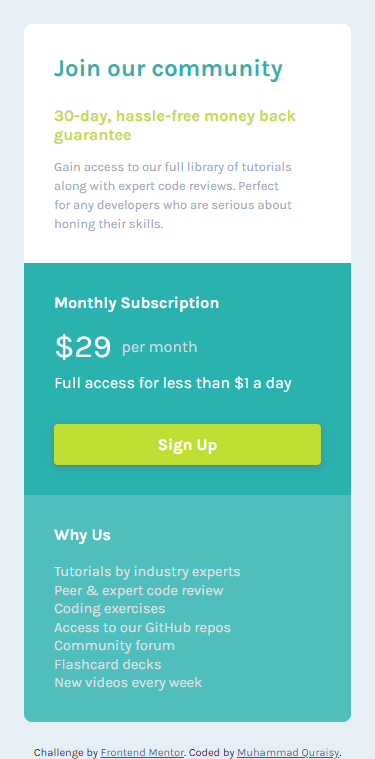 Join our community
30-day, hassle-free money back
guarantee
Gain access to our full library of tutorials
along with expert code reviews. Perfect
for any developers who are serious about
honing their skills.
Monthly Subscription
$29 per month
Full access for less than $1 a day
Sign Up
Why Us
Tutorials by industry experts
Peer & expert code review
Coding exercises
Access to our GitHub repos
Community forum
Flashcard decks
New videos every week
Challenge by Frontend Mentor. Coded by Muhammad Quraisy.